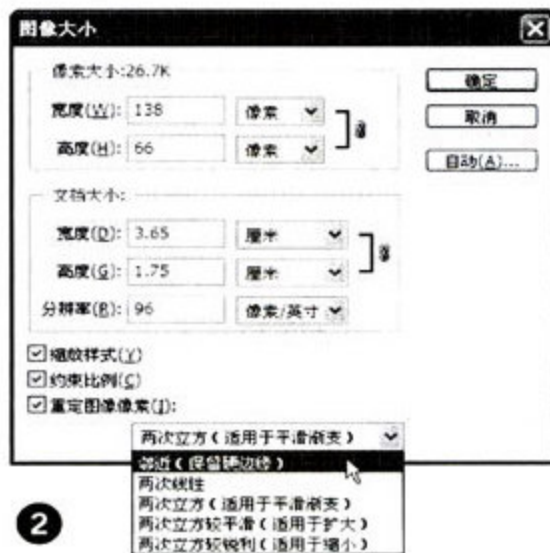 图像大小
像素大小:26.7K
宽度(W): 138 像素
高度(H): 66 像素
确定
取消
自动(A)...
文档大小:
宽度(D): 3.65 厘米
高度(G): 1.75 厘米
分辨率(R): 96 像素/英寸
缩放样式(Y)
约束比例(C)
重定图像像素(I):
两次立方(适用于平滑渐变)
邻近(保留硬边缘)
两次线性
两次立方(适用于平滑渐变)
两次立方较平滑(适用于扩大)
两次立方较锐利(适用于缩小)
2